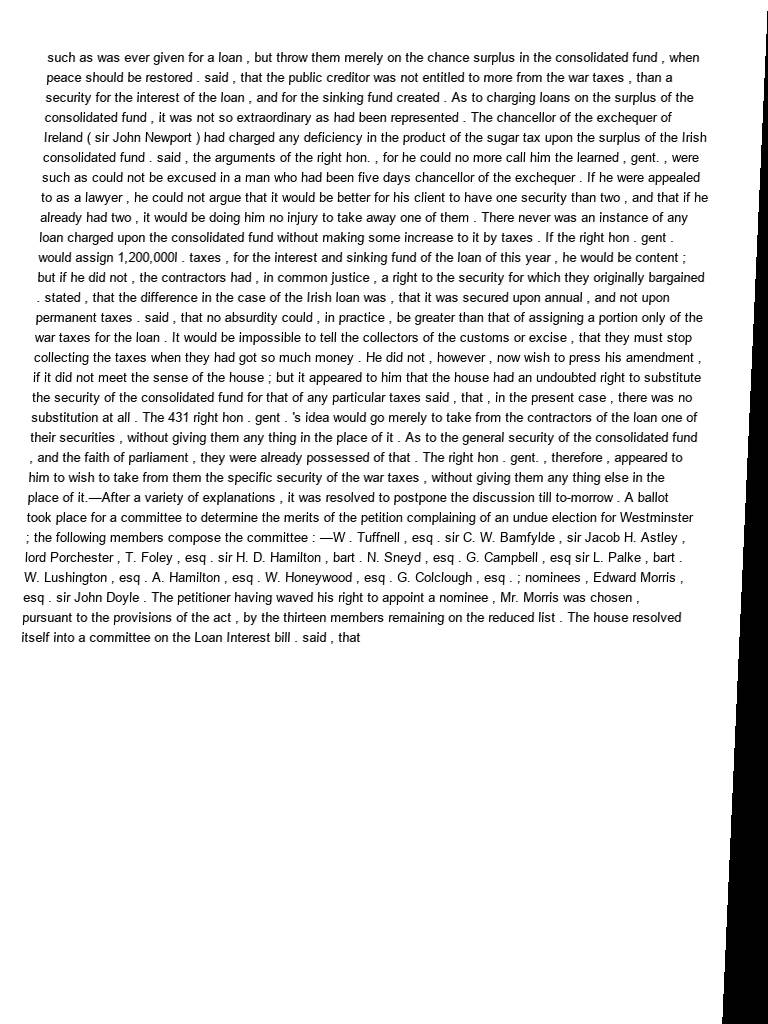 such as was ever given for a loan , but throw them merely on the chance surplus in the consolidated fund , when
peace should be restored . said , that the public creditor was not entitled to more from the war taxes , than a
security for the interest of the loan , and for the sinking fund created . As to charging loans on the surplus of the
consolidated fund , it was not so extraordinary as had been represented . The chancellor of the exchequer of
Ireland ( sir John Newport ) had charged any deficiency in the product of the sugar tax upon the surplus of the Irish
consolidated fund . said , the arguments of the right hon. , for he could no more call him the learned , gent. , were
such as could not be excused in a man who had been five days chancellor of the exchequer . If he were appealed
to as a lawyer , he could not argue that it would be better for his client to have one security than two , and that if he
already had two , it would be doing him no injury to take away one of them . There never was an instance of any
loan charged upon the consolidated fund without making some increase to it by taxes . If the right hon . gent .
would assign 1,200,000l . taxes , for the interest and sinking fund of the loan of this year , he would be content ;
but if he did not , the contractors had , in common justice , a right to the security for which they originally bargained
. stated , that the difference in the case of the Irish loan was , that it was secured upon annual , and not upon
permanent taxes . said , that no absurdity could , in practice , be greater than that of assigning a portion only of the
war taxes for the loan . It would be impossible to tell the collectors of the customs or excise , that they must stop
collecting the taxes when they had got so much money . He did not , however , now wish to press his amendment ,
if it did not meet the sense of the house ; but it appeared to him that the house had an undoubted right to substitute
the security of the consolidated fund for that of any particular taxes said , that , in the present case , there was no
substitution at all . The 431 right hon . gent . 's idea would go merely to take from the contractors of the loan one of
their securities , without giving them any thing in the place of it . As to the general security of the consolidated fund
, and the faith of parliament , they were already possessed of that . The right hon . gent. , therefore , appeared to
him to wish to take from them the specific security of the war taxes , without giving them any thing else in the
place of it.—After a variety of explanations , it was resolved to postpone the discussion till to-morrow . A ballot
took place for a committee to determine the merits of the petition complaining of an undue election for Westminster
; the following members compose the committee : —W . Tuffnell , esq . sir C. W. Bamfylde , sir Jacob H. Astley ,
lord Porchester , T. Foley , esq . sir H. D. Hamilton , bart . N. Sneyd , esq . G. Campbell , esq sir L. Palke , bart .
W. Lushington , esq . A. Hamilton , esq . W. Honeywood , esq . G. Colclough , esq . ; nominees , Edward Morris ,
esq . sir John Doyle . The petitioner having waved his right to appoint a nominee , Mr. Morris was chosen ,
pursuant to the provisions of the act , by the thirteen members remaining on the reduced list . The house resolved
itself into a committee on the Loan Interest bill . said , that